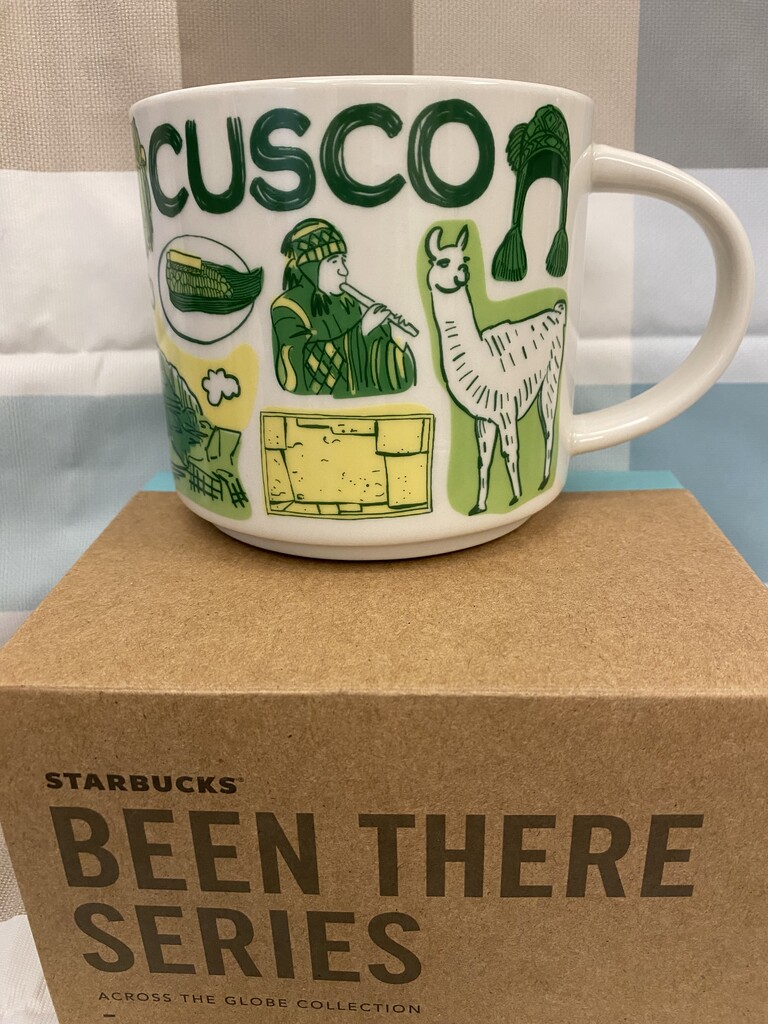 CUSCO
STARBUCKS
BEEN THERE
SERIES
ACROSS THE GLOBE COLLECTION